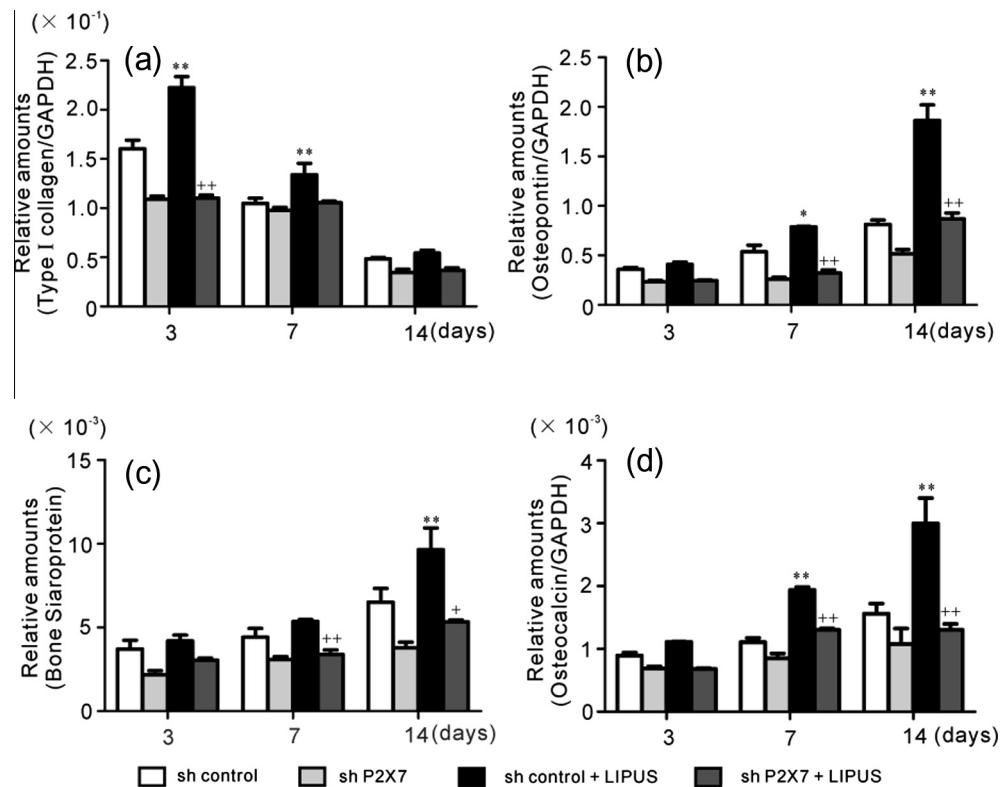 (× 10⁻¹)
(a)
Relative amounts
(Type I collagen/GAPDH)
2.5
2.0
1.5
1.0
0.5
0
**
++
**
3
7
14(days)
(b)
Relative amounts
(Osteopontin/GAPDH)
2.5
2.0
1.5
1.0
0.5
0
*
++
**
++
3
7
14(days)
(× 10⁻³)
(c)
Relative amounts
(Bone Siaroprotein)
15
10
5
0
++
**
+
3
7
14(days)
(× 10⁻³)
(d)
Relative amounts
(Osteocalcin/GAPDH)
4
3
2
1
0
**
++
**
++
3
7
14 (days)
sh control sh P2X7 sh control + LIPUS sh P2X7 + LIPUS